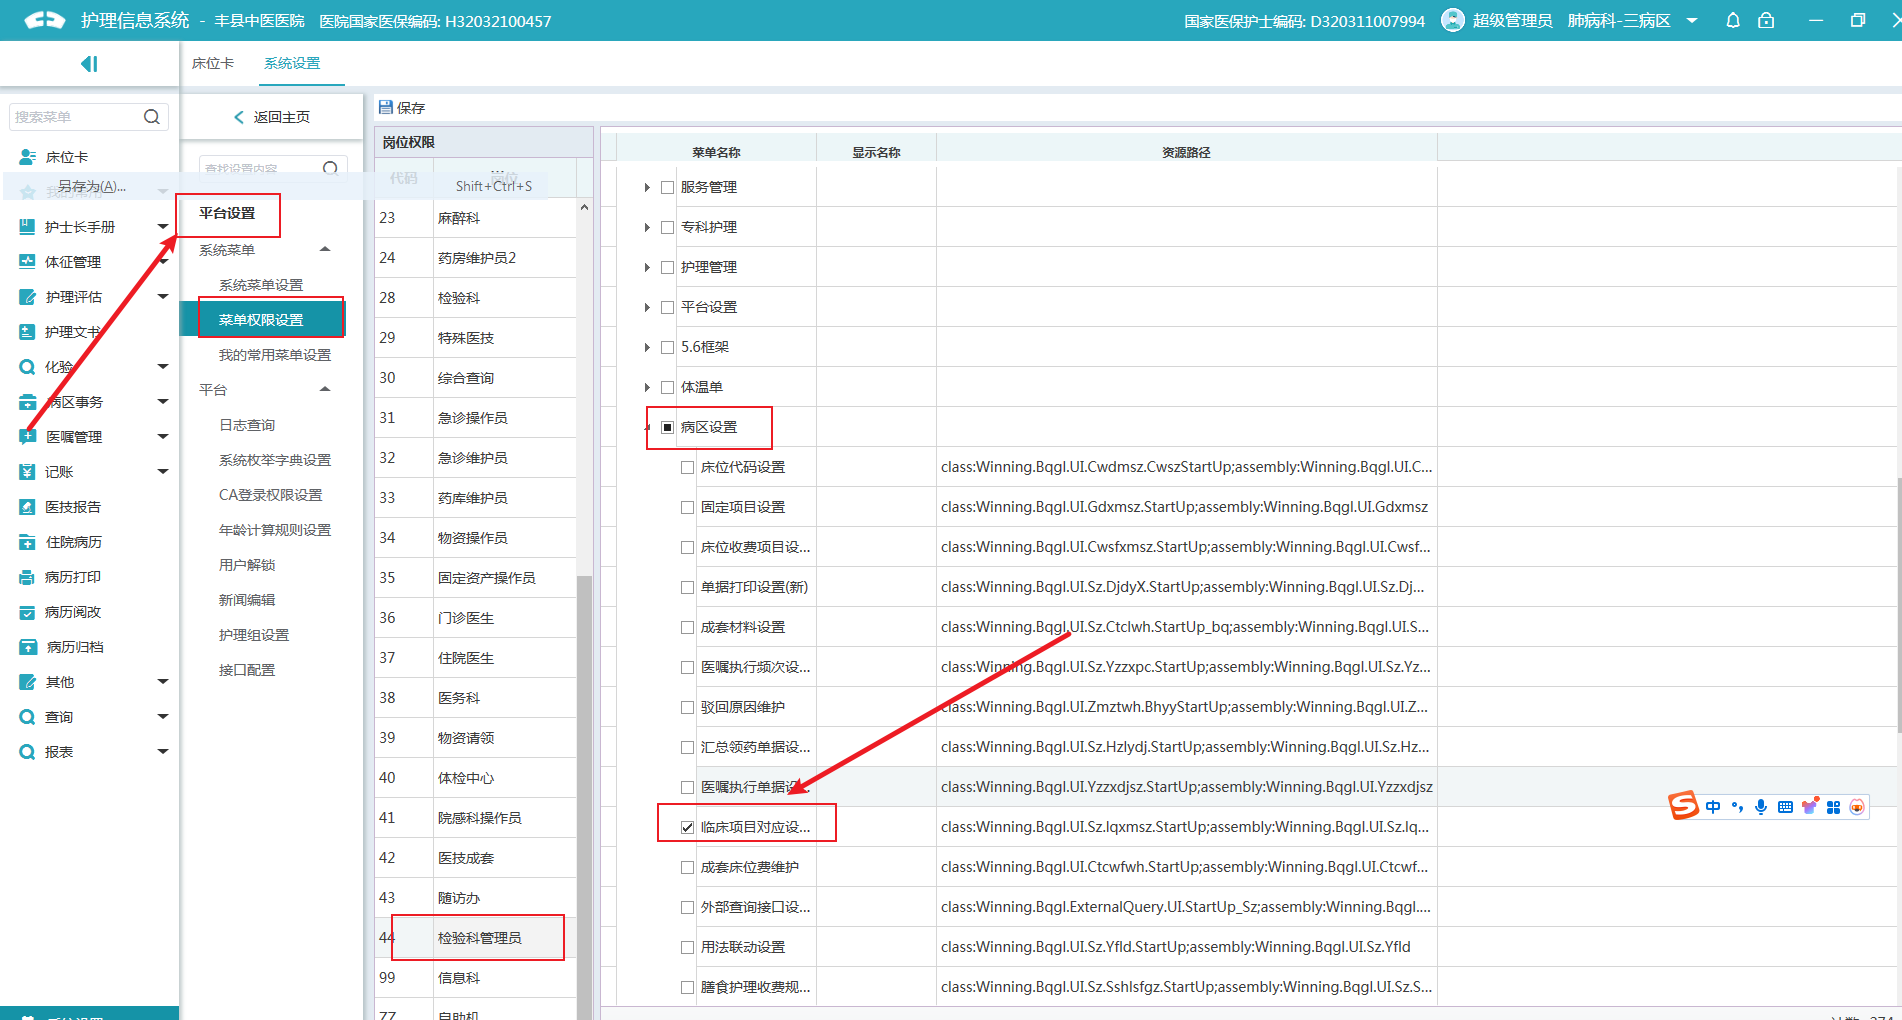 护理信息系统 - 丰县中医医院 医院国家医保编码: H32032100457
国家医保护士编码: D320311007994 超级管理员 肺病科-三病区
床位卡 系统设置
搜索菜单
床位卡
我的常用
护士长手册
体征管理
护理评估
护理文书
化验
病区事务
医嘱管理
记账
医技报告
住院病历
病历打印
病历阅改
病历归档
其他
查询
报表
系统设置
另存为(A)...
Shift+Ctrl+S
返回主页
查找设置内容
平台设置
系统菜单
系统菜单设置
菜单权限设置
我的常用菜单设置
平台
日志查询
系统枚举字典设置
CA登录权限设置
年龄计算规则设置
用户解锁
新闻编辑
护理组设置
接口配置
保存
岗位权限
代码 岗位
23 麻醉科
24 药房维护员2
28 检验科
29 特殊医技
30 综合查询
31 急诊操作员
32 急诊维护员
33 药库维护员
34 物资操作员
35 固定资产操作员
36 门诊医生
37 住院医生
38 医务科
39 物资请领
40 体检中心
41 院感科操作员
42 医技成套
43 随访办
44 检验科管理员
99 信息科
ZZ 自助机
菜单名称 显示名称 资源路径
服务管理
专科护理
护理管理
平台设置
5.6框架
体温单
病区设置
床位代码设置 class:Winning.Bqgl.UI.Cwdmsz.CwszStartUp;assembly:Winning.Bqgl.UI.C...
固定项目设置 class:Winning.Bqgl.UI.Gdxmsz.StartUp;assembly:Winning.Bqgl.UI.Gdxmsz
床位收费项目设... class:Winning.Bqgl.UI.Cwsfxmsz.StartUp;assembly:Winning.Bqgl.UI.Cwsf...
单据打印设置(新) class:Winning.Bqgl.UI.Sz.DjdyX.StartUp;assembly:Winning.Bqgl.UI.Sz.Dj...
成套材料设置 class:Winning.Bqgl.UI.Sz.Ctclwh.StartUp_bq;assembly:Winning.Bqgl.UI.S...
医嘱执行频次设... class:Winning.Bqgl.UI.Sz.Yzzxpc.StartUp;assembly:Winning.Bqgl.UI.Sz.Yz...
驳回原因维护 class:Winning.Bqgl.UI.Zmztwh.BhyyStartUp;assembly:Winning.Bqgl.UI.Z...
汇总领药单据设... class:Winning.Bqgl.UI.Sz.Hzlydj.StartUp;assembly:Winning.Bqgl.UI.Sz.Hz...
医嘱执行单据设... class:Winning.Bqgl.UI.Yzzxdjsz.StartUp;assembly:Winning.Bqgl.UI.Yzzxdjsz
临床项目对应设... class:Winning.Bqgl.UI.Sz.lqxmsz.StartUp;assembly:Winning.Bqgl.UI.Sz.lq...
成套床位费维护 class:Winning.Bqgl.UI.Ctcwfwh.StartUp;assembly:Winning.Bqgl.UI.Ctcwf...
外部查询接口设... class:Winning.Bqgl.ExternalQuery.UI.StartUp_Sz;assembly:Winning.Bqgl....
用法联动设置 class:Winning.Bqgl.UI.Sz.Yfld.StartUp;assembly:Winning.Bqgl.UI.Sz.Yfld
膳食护理收费规... class:Winning.Bqgl.UI.Sz.Sshlsfgz.StartUp;assembly:Winning.Bqgl.UI.Sz.S...
中